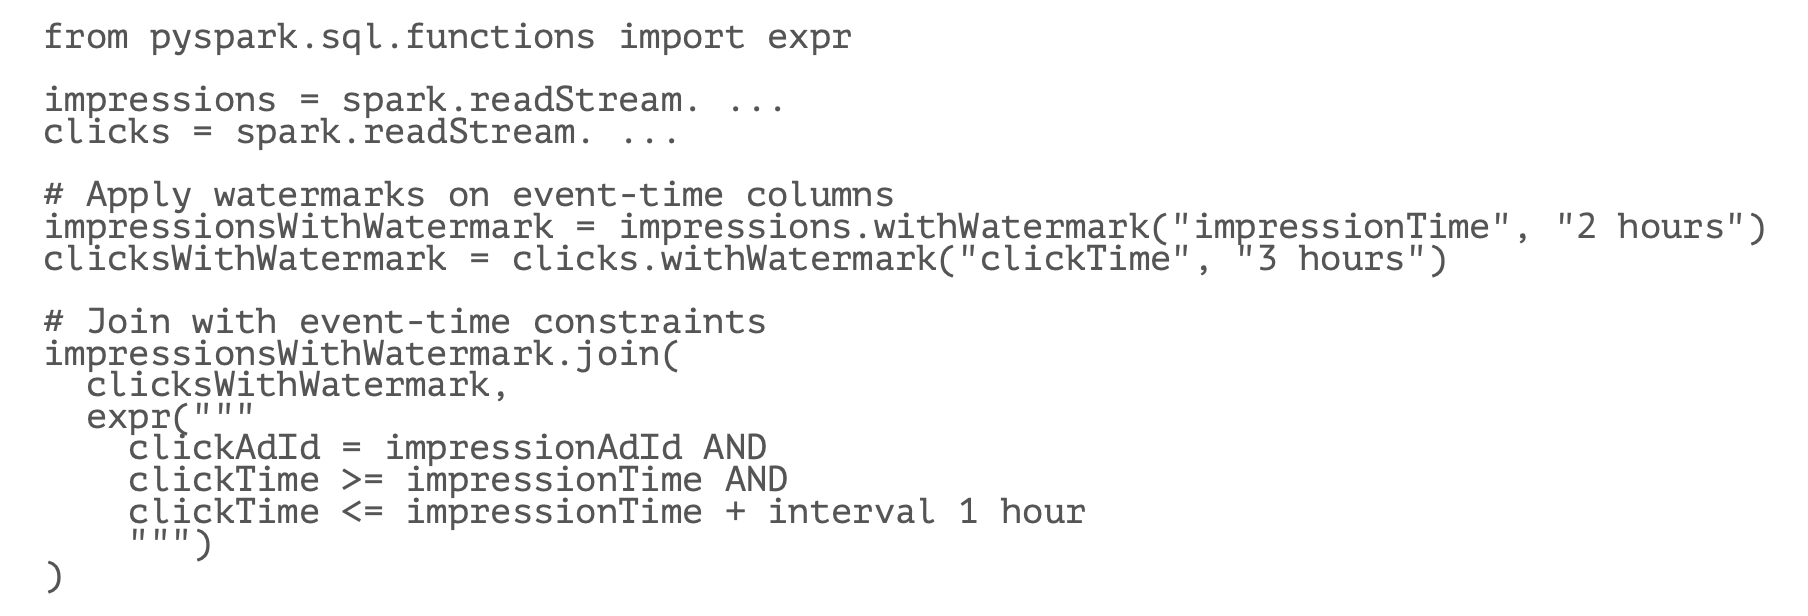 from pyspark.sql.functions import expr
impressions = spark.readStream. ...
clicks = spark.readStream. ...
# Apply watermarks on event-time columns
impressionsWithWatermark = impressions.withWatermark("impressionTime", "2 hours")
clicksWithWatermark = clicks.withWatermark("clickTime", "3 hours")
# Join with event-time constraints
impressionsWithWatermark.join(
  clicksWithWatermark,
  expr("""
    clickAdId = impressionAdId AND
    clickTime >= impressionTime AND
    clickTime <= impressionTime + interval 1 hour
    """)
)